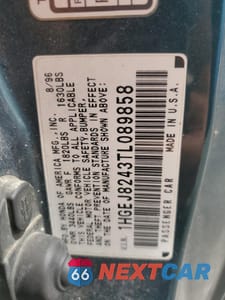 MFD. BY HONDA OF AMERICA MFG., INC. 8/96
GVWR 3440LBS GAWR F 1820LBS R 1630LBS
THIS VEHICLE CONFORMS TO ALL APPLICABLE
FEDERAL MOTOR VEHICLE SAFETY, BUMPER,
AND THEFT PREVENTION STANDARDS IN
EFFECT ON THE DATE OF MANUFACTURE
SHOWN ABOVE.
V.I.N. 1HGEJ8243TL089858
PASSENGER CAR MADE IN U.S.A.
66 NEXTCAR